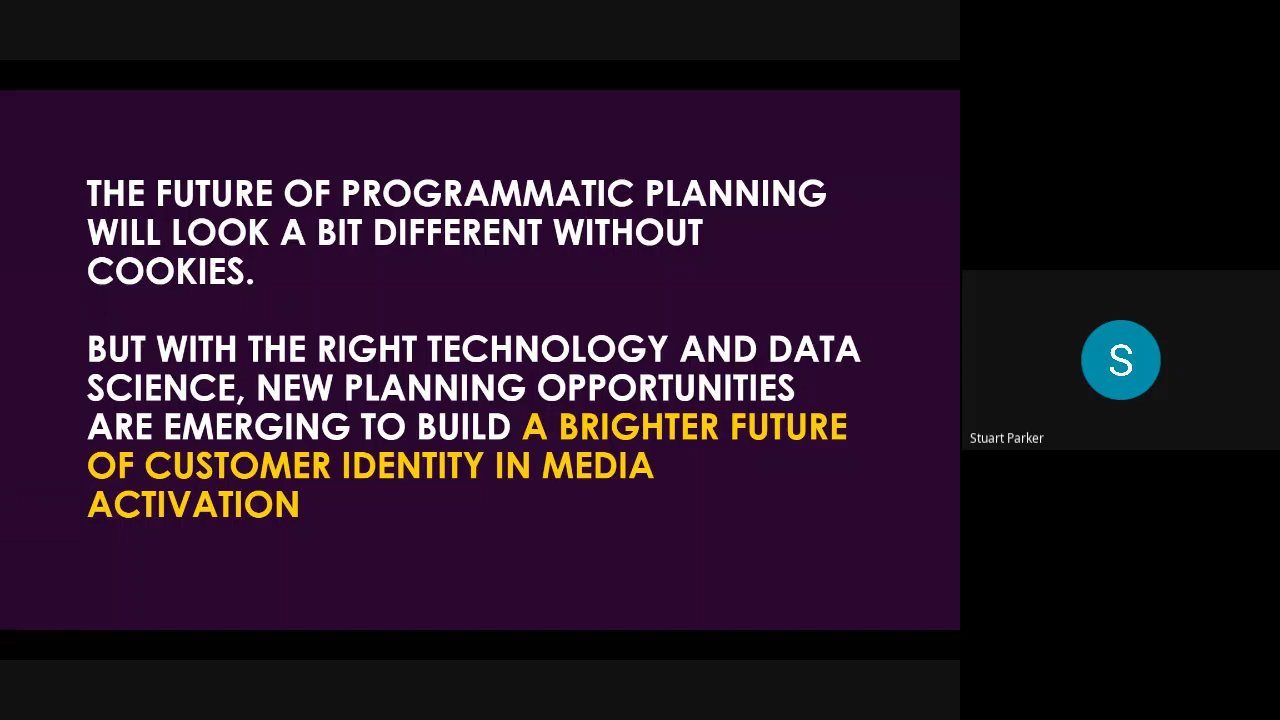 THE FUTURE OF PROGRAMMATIC PLANNING
WILL LOOK A BIT DIFFERENT WITHOUT
COOKIES.
BUT WITH THE RIGHT TECHNOLOGY AND DATA
SCIENCE, NEW PLANNING OPPORTUNITIES
ARE EMERGING TO BUILD A BRIGHTER FUTURE
OF CUSTOMER IDENTITY IN MEDIA
ACTIVATION
S
Stuart Parker